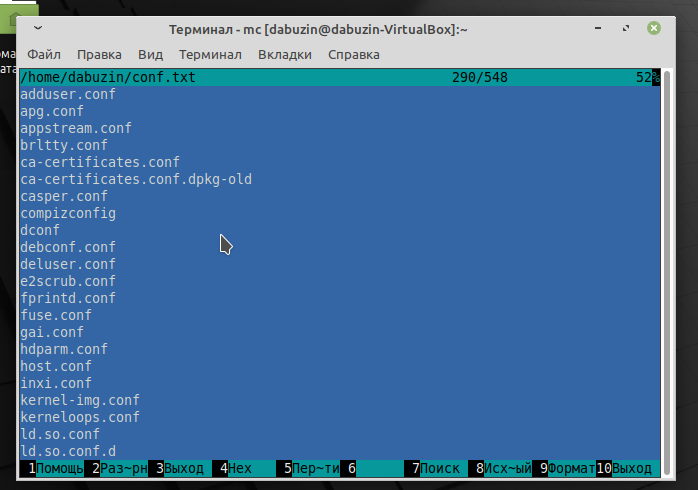 Терминал - mc [dabuzin@dabuzin-VirtualBox]:~
Файл Правка Вид Терминал Вкладки Справка
/home/dabuzin/conf.txt 290/548 52%
adduser.conf
apg.conf
appstream.conf
brltty.conf
ca-certificates.conf
ca-certificates.conf.dpkg-old
casper.conf
compizconfig
dconf
debconf.conf
deluser.conf
e2scrub.conf
fprintd.conf
fuse.conf
gai.conf
hdparm.conf
host.conf
inxi.conf
kernel-img.conf
kerneloops.conf
ld.so.conf
ld.so.conf.d
1Помощь 2Раз~рн 3Выход 4Hex 5Пер~ти 6 7Поиск 8Исх~ый 9Формат 10Выход